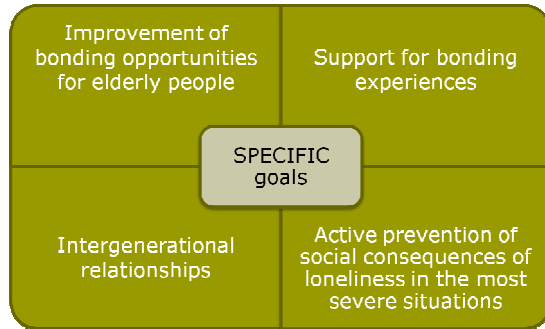 Improvement of
bonding opportunities
for elderly people
Support for bonding
experiences
SPECIFIC
goals
Intergenerational
relationships
Active prevention of
social consequences of
loneliness in the most
severe situations